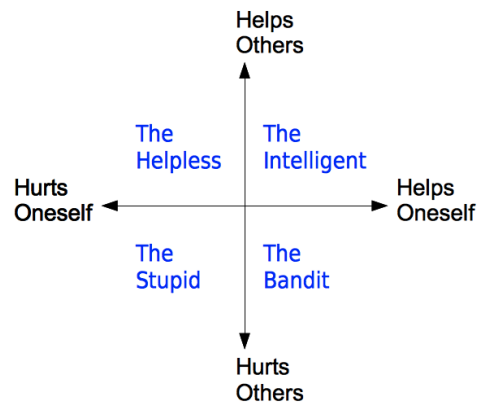 Helps
Others
The
Helpless
The
Intelligent
Hurts
Oneself
Helps
Oneself
The
Stupid
The
Bandit
Hurts
Others